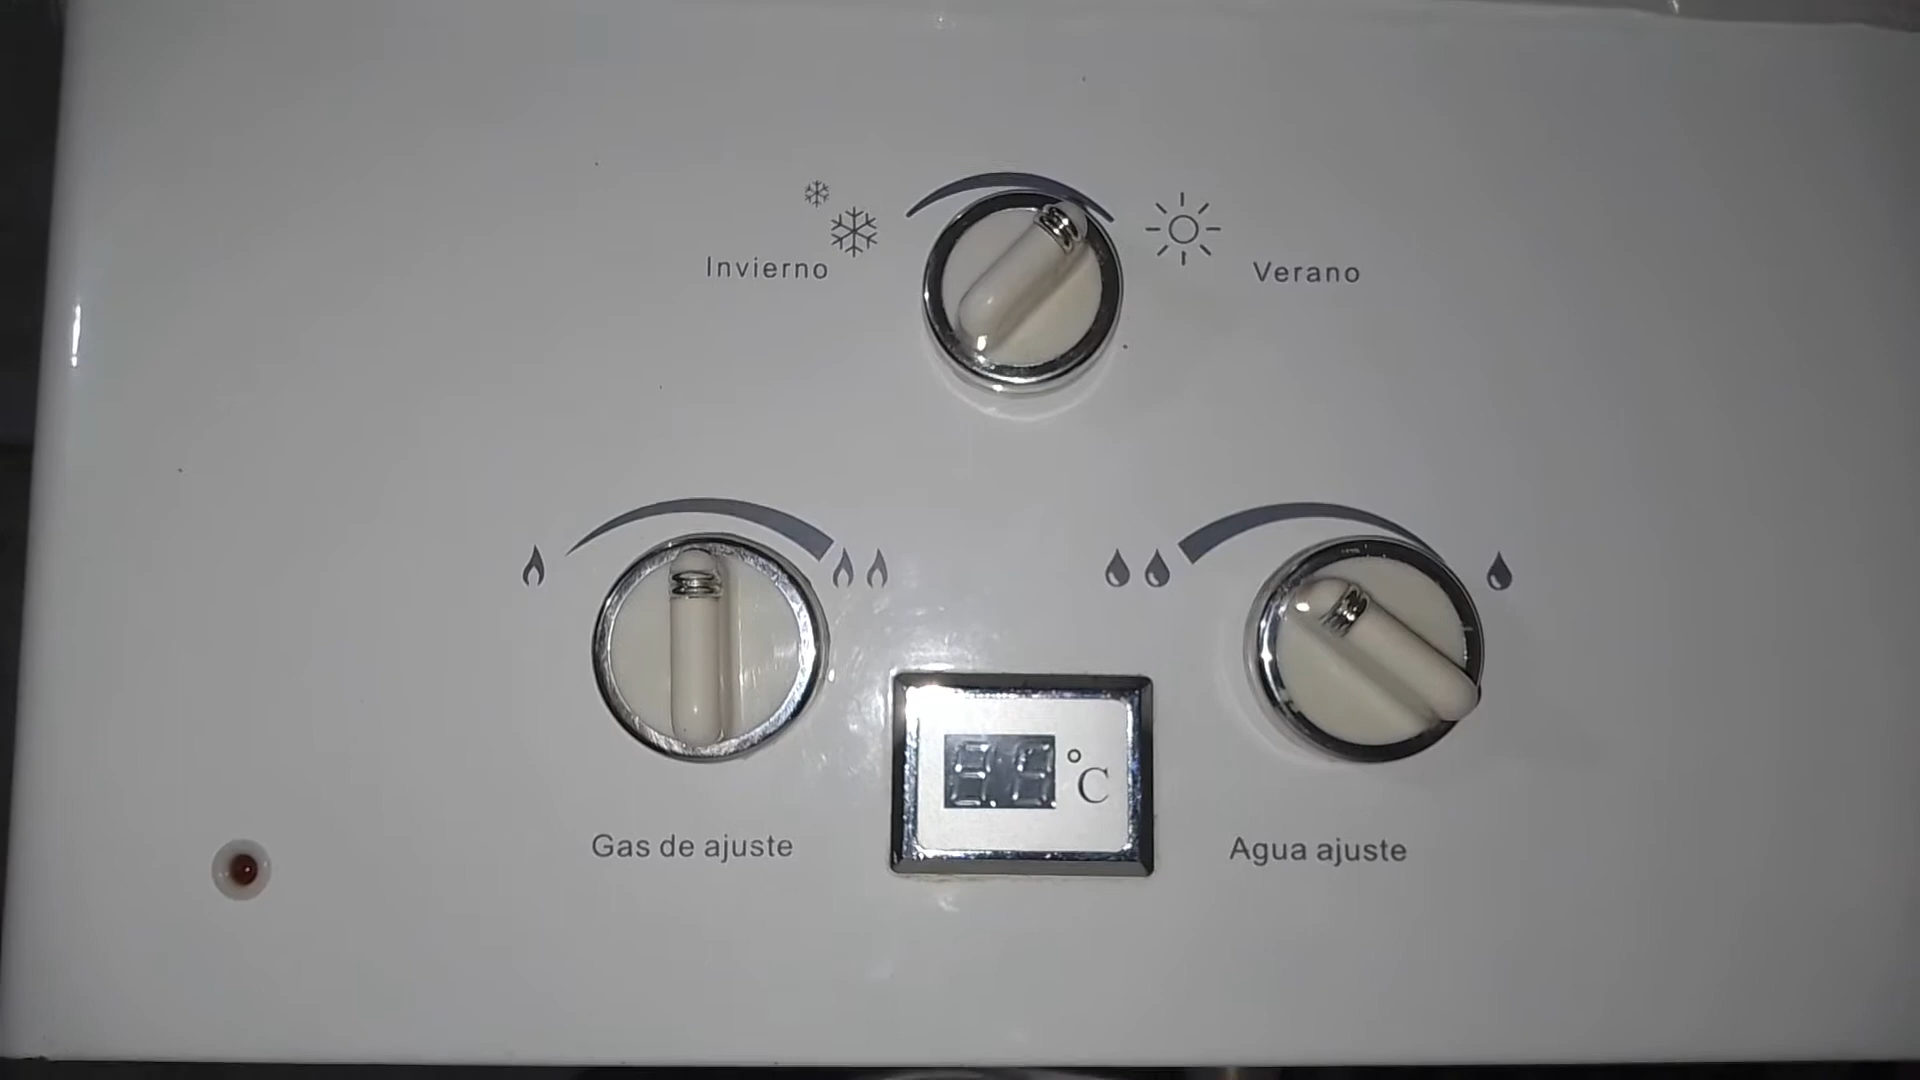 Invierno
Verano
°C
Gas de ajuste
Agua ajuste